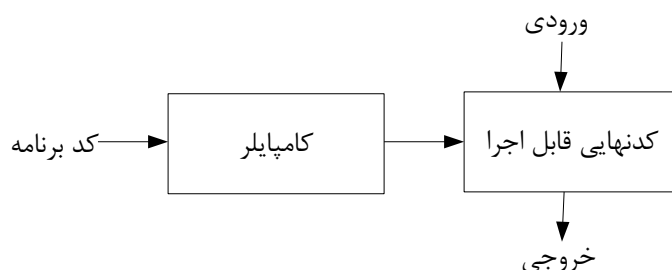 ورودی
کد برنامه
کامپایلر
کدنهایی قابل اجرا
خروجی